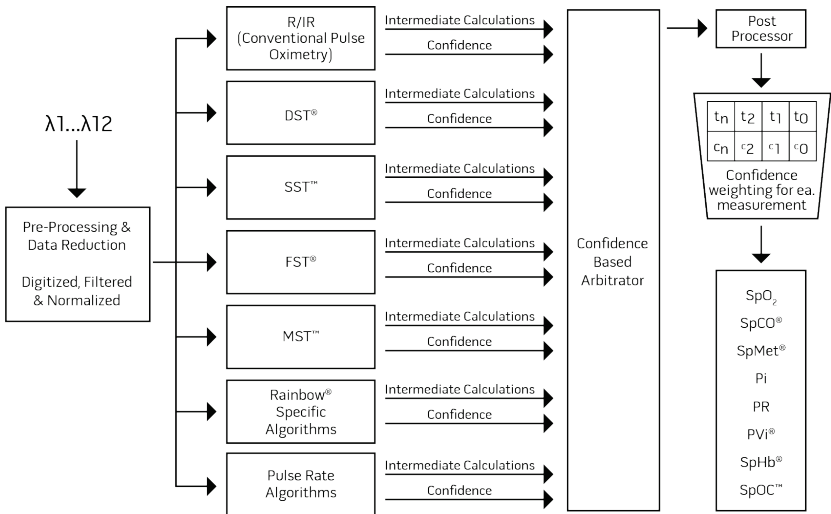 λ1...λ12
Pre-Processing &
Data Reduction
Digitized, Filtered
& Normalized
R/IR
(Conventional Pulse
Oximetry)
Intermediate Calculations
Confidence
DST®
Intermediate Calculations
Confidence
SST™
Intermediate Calculations
Confidence
FST®
Intermediate Calculations
Confidence
MST™
Intermediate Calculations
Confidence
Rainbow®
Specific
Algorithms
Intermediate Calculations
Confidence
Pulse Rate
Algorithms
Intermediate Calculations
Confidence
Confidence
Based
Arbitrator
Post
Processor
tn t2 t1 t0
cn c2 c1 c0
Confidence
weighting for ea.
measurement
SpO₂
SpCO®
SpMet®
Pi
PR
PVi®
SpHb®
SpOC™